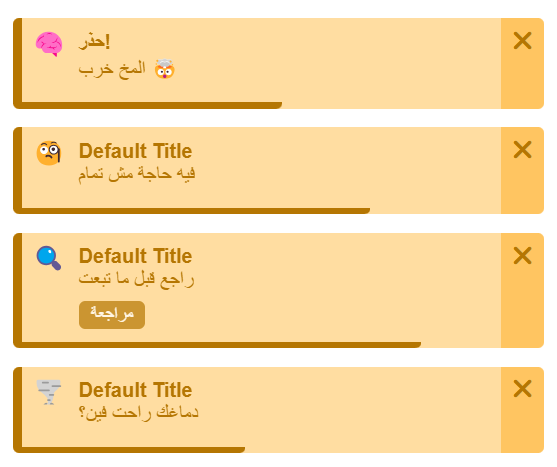 حذر!
المخ خرب 🤯
Default Title
فيه حاجة مش تمام
Default Title
راجع قبل ما تبعت
مراجعة
Default Title
دماغك راحت فين؟